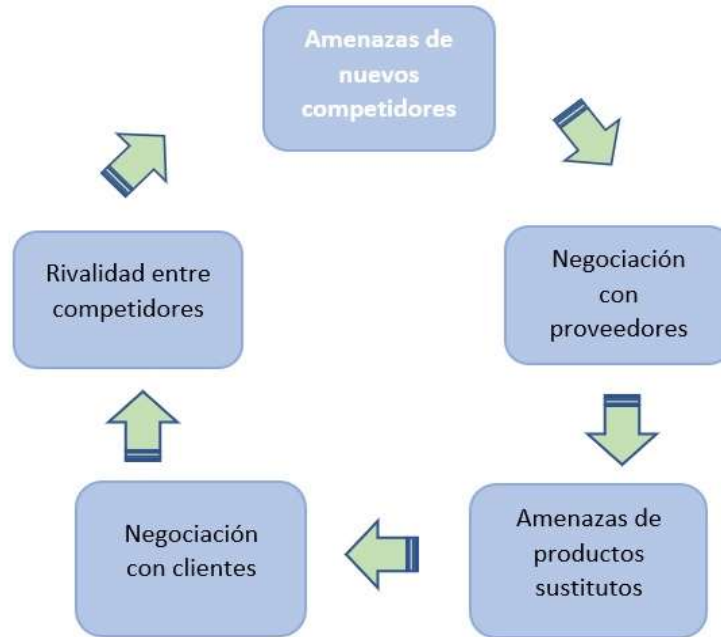 Amenazas de
nuevos
competidores
Negociación
con
proveedores
Amenazas de
productos
sustitutos
Negociación
con clientes
Rivalidad entre
competidores